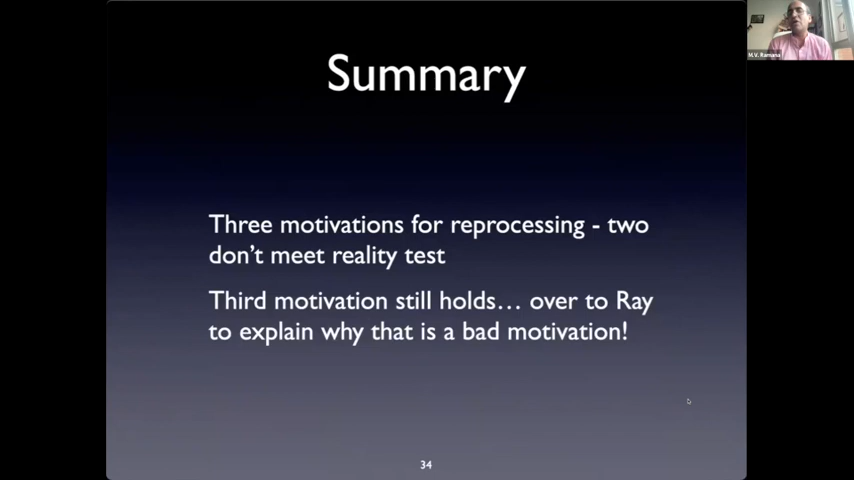 Summary
M.V. Ramana
Three motivations for reprocessing - two
don't meet reality test
Third motivation still holds... over to Ray
to explain why that is a bad motivation!
34